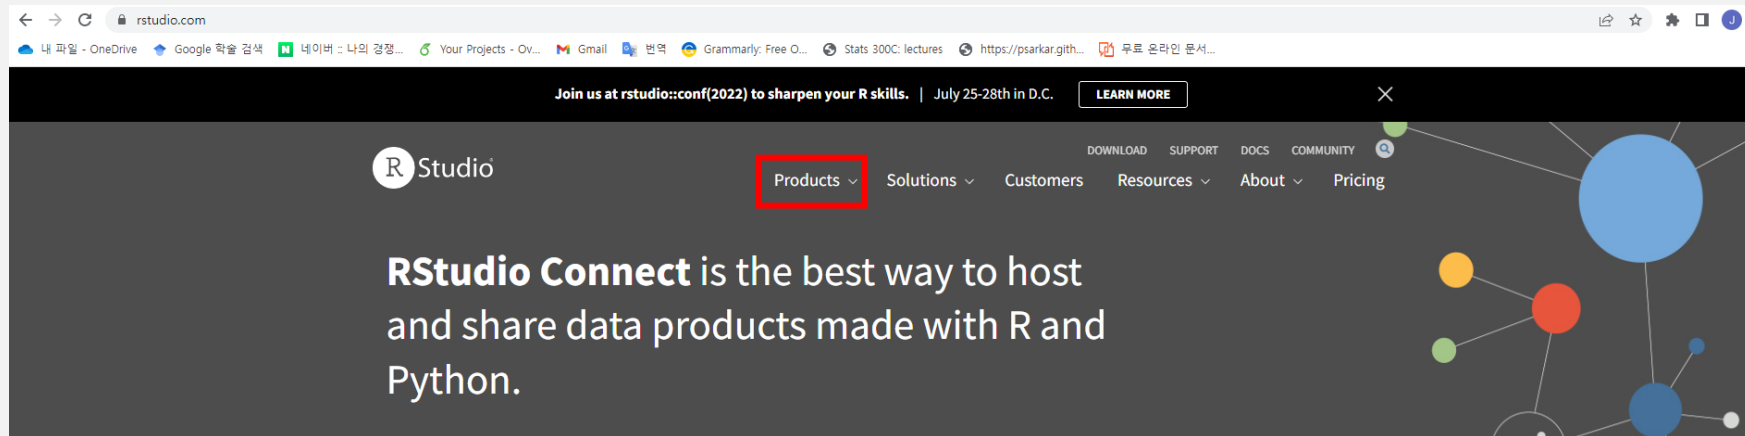 rstudio.com
J
내 파일 - OneDrive Google 학술 검색 N 네이버 :: 나의 경쟁... Your Projects - Ov... Gmail 번역 Grammarly: Free O... Stats 300C: lectures https://psarkar.gith... 무료 온라인 문서...
Join us at rstudio::conf(2022) to sharpen your R skills. | July 25-28th in D.C. LEARN MORE
DOWNLOAD SUPPORT DOCS COMMUNITY
R Studio
Products Solutions Customers Resources About Pricing
RStudio Connect is the best way to host
and share data products made with R and
Python.